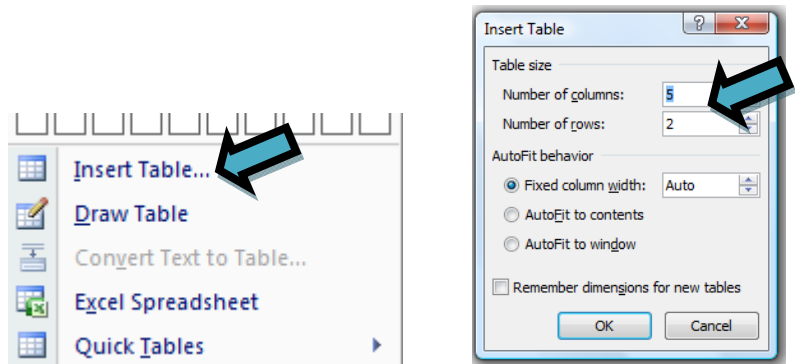 Insert Table...
Draw Table
Convert Text to Table...
Excel Spreadsheet
Quick Tables
Insert Table
Table size
Number of columns: 5
Number of rows: 2
AutoFit behavior
Fixed column width: Auto
AutoFit to contents
AutoFit to window
Remember dimensions for new tables
OK Cancel